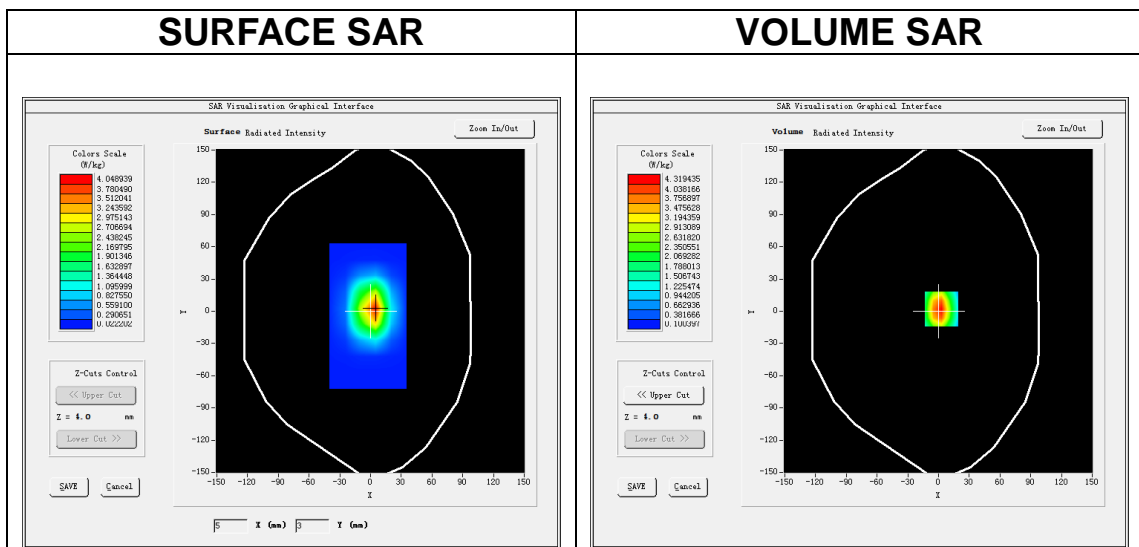 SURFACE SAR
VOLUME SAR
SAR Visualisation Graphical Interface
Surface Radiated Intensity
Zoom In/Out
Colors Scale
(W/kg)
4.048939
3.780490
3.512041
3.243592
2.975143
2.706694
2.438245
2.169795
1.901346
1.632897
1.364448
1.095999
0.827550
0.559100
0.290651
0.022202
Z-Cuts Control
<< Upper Cut
Z = 4.0 mm
Lower Cut >>
SAVE
Cancel
150
120
90
60
30
0
-30
-60
-90
-120
-150
Y
-150 -120 -90 -60 -30 0 30 60 90 120 150
X
5 X (mm) 3 Y (mm)
SAR Visualisation Graphical Interface
Volume Radiated Intensity
Zoom In/Out
Colors Scale
(W/kg)
4.319435
4.038166
3.756897
3.475628
3.194359
2.913089
2.631820
2.350551
2.069282
1.788013
1.506743
1.225474
0.944205
0.662936
0.381666
0.100397
Z-Cuts Control
<< Upper Cut
Z = 4.0 mm
Lower Cut >>
SAVE
Cancel
150
120
90
60
30
0
-30
-60
-90
-120
-150
Y
-150 -120 -90 -60 -30 0 30 60 90 120 150
X